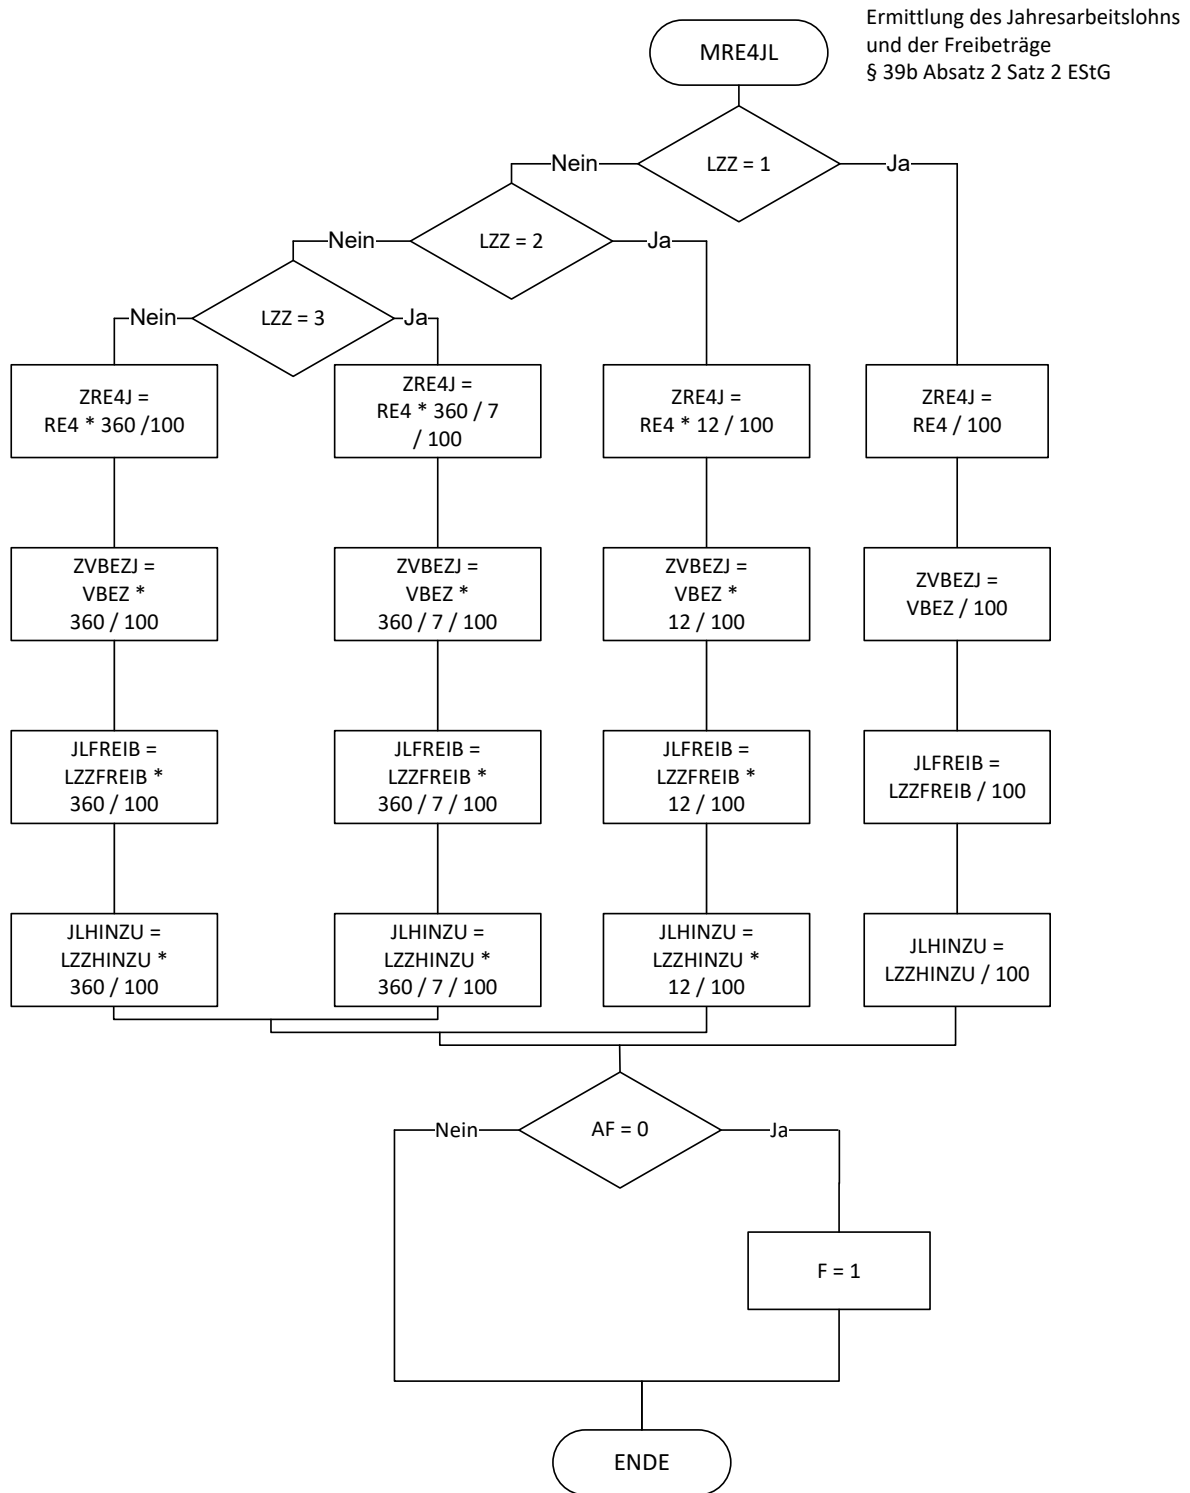 Ermittlung des Jahresarbeitslohns
und der Freibeträge
§ 39b Absatz 2 Satz 2 EStG
MRE4JL
LZZ = 1
Nein
Ja
LZZ = 2
Nein
Ja
LZZ = 3
Nein
Ja
ZRE4J =
RE4 * 360 /100
ZRE4J =
RE4 * 360 / 7
/ 100
ZRE4J =
RE4 * 12 / 100
ZRE4J =
RE4 / 100
ZVBEZJ =
VBEZ *
360 / 100
ZVBEZJ =
VBEZ *
360 / 7 / 100
ZVBEZJ =
VBEZ *
12 / 100
ZVBEZJ =
VBEZ / 100
JLFREIB =
LZZFREIB *
360 / 100
JLFREIB =
LZZFREIB *
360 / 7 / 100
JLFREIB =
LZZFREIB *
12 / 100
JLFREIB =
LZZFREIB / 100
JLHINZU =
LZZHINZU *
360 / 100
JLHINZU =
LZZHINZU *
360 / 7 / 100
JLHINZU =
LZZHINZU *
12 / 100
JLHINZU =
LZZHINZU / 100
AF = 0
Nein
Ja
F = 1
ENDE